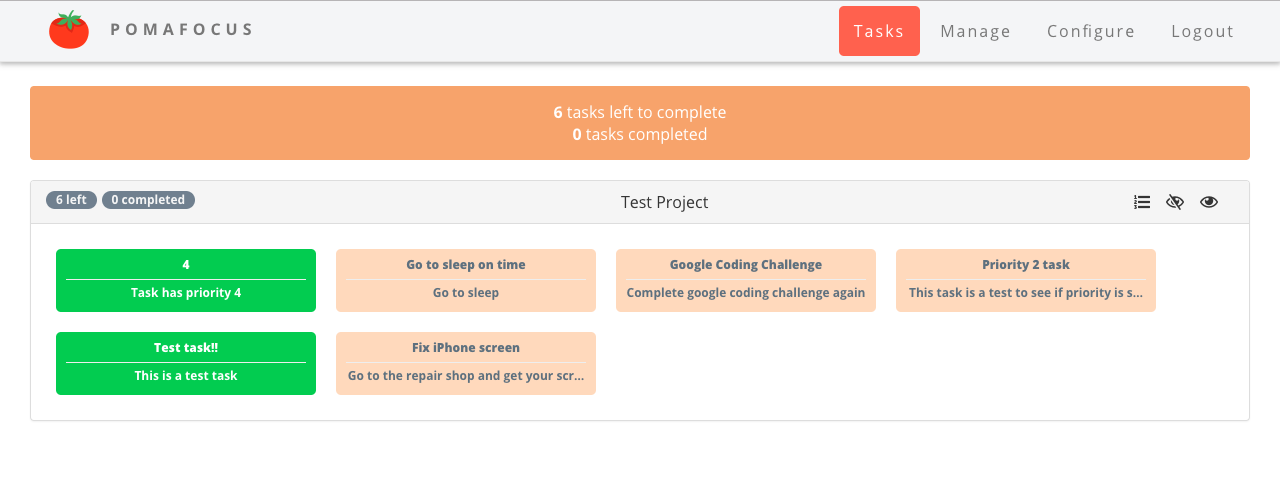 POMAFOCUS
Tasks
Manage
Configure
Logout
6 tasks left to complete
0 tasks completed
6 left
0 completed
Test Project
4
Task has priority 4
Go to sleep on time
Go to sleep
Google Coding Challenge
Complete google coding challenge again
Priority 2 task
This task is a test to see if priority is s...
Test task!!
This is a test task
Fix iPhone screen
Go to the repair shop and get your scr...